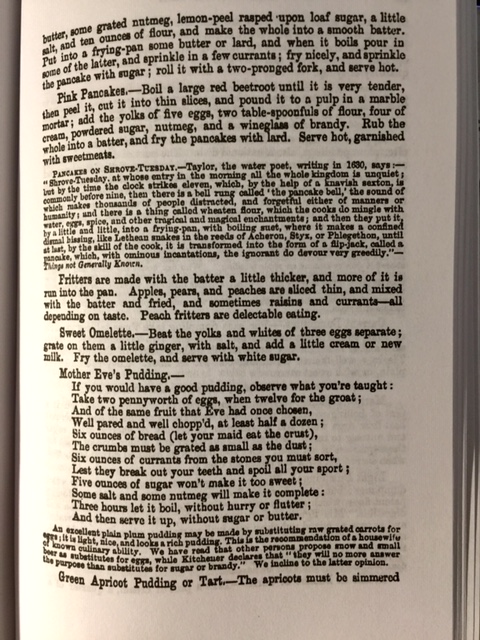 butter, some grated nutmeg, lemon-peel rasped upon loaf sugar, a little
salt, and ten ounces of flour, and make the whole into a smooth batter.
Put into a frying-pan some butter or lard, and when it boils pour in
some of the latter, and sprinkle in a few currants; fry nicely, and sprinkle
the pancake with sugar; roll it with a two-pronged fork, and serve hot.
Pink Pancakes.—Boil a large red beetroot until it is very tender,
then peel it, cut it into thin slices, and pound it to a pulp in a marble
mortar; add the yolks of five eggs, two table-spoonfuls of flour, four of
cream, powdered sugar, nutmeg, and a wineglass of brandy. Rub the
whole into a batter, and fry the pancakes with lard. Serve hot, garnished
with sweetmeats.
PANCAKES ON SHROVE-TUESDAY.—Taylor, the water poet, writing in 1630, says:—
"Shrove-Tuesday, at whose entry in the morning all the whole kingdom is unquiet;
but by the time the clock strikes eleven, which, by the help of a knavish sexton, is
commonly before nine, then there is a bell rung called 'the pancake bell,' the sound of
which makes thousands of people distracted, and forgetful either of manners or
humanity; and there is a thing called wheaten flour, which the cooks do mingle with
water, eggs, spice, and other tragical and magical enchantments; and then they put it,
by a little and little, into a frying-pan, with boiling suet, where it makes a confined
dismal hissing, like Lethean snakes in the reeds of Acheron, Styx, or Phlegethon, until
at last, by the skill of the cook, it is transformed into the form of a flip-jack, called a
pancake, which, with ominous incantations, the ignorant do devour very greedily."—
Things not Generally Known.
Fritters are made with the batter a little thicker, and more of it is
run into the pan. Apples, pears, and peaches are sliced thin, and mixed
with the batter and fried, and sometimes raisins and currants—all
depending on taste. Peach fritters are delectable eating.
Sweet Omelette.—Beat the yolks and whites of three eggs separate;
grate on them a little ginger, with salt, and add a little cream or new
milk. Fry the omelette, and serve with white sugar.
Mother Eve's Pudding.—
If you would have a good pudding, observe what you're taught:
Take two pennyworth of eggs, when twelve for the groat;
And of the same fruit that Eve had once chosen,
Well pared and well chopp'd, at least half a dozen;
Six ounces of bread (let your maid eat the crust),
The crumbs must be grated as small as the dust;
Six ounces of currants from the stones you must sort,
Lest they break out your teeth and spoil all your sport;
Five ounces of sugar won't make it too sweet;
Some salt and some nutmeg will make it complete:
Three hours let it boil, without hurry or flutter;
And then serve it up, without sugar or butter.
An excellent plain plum pudding may be made by substituting raw grated carrots for
eggs; it is light, nice, and looks a rich pudding. This is the recommendation of a housewife
of known culinary ability. We have read that other persons propose snow and small
beer as substitutes for eggs, while Kitchener declares that "they will no more answer
the purpose than substitutes for sugar or brandy." We incline to the latter opinion.
Green Apricot Pudding or Tart.—The apricots must be simmered